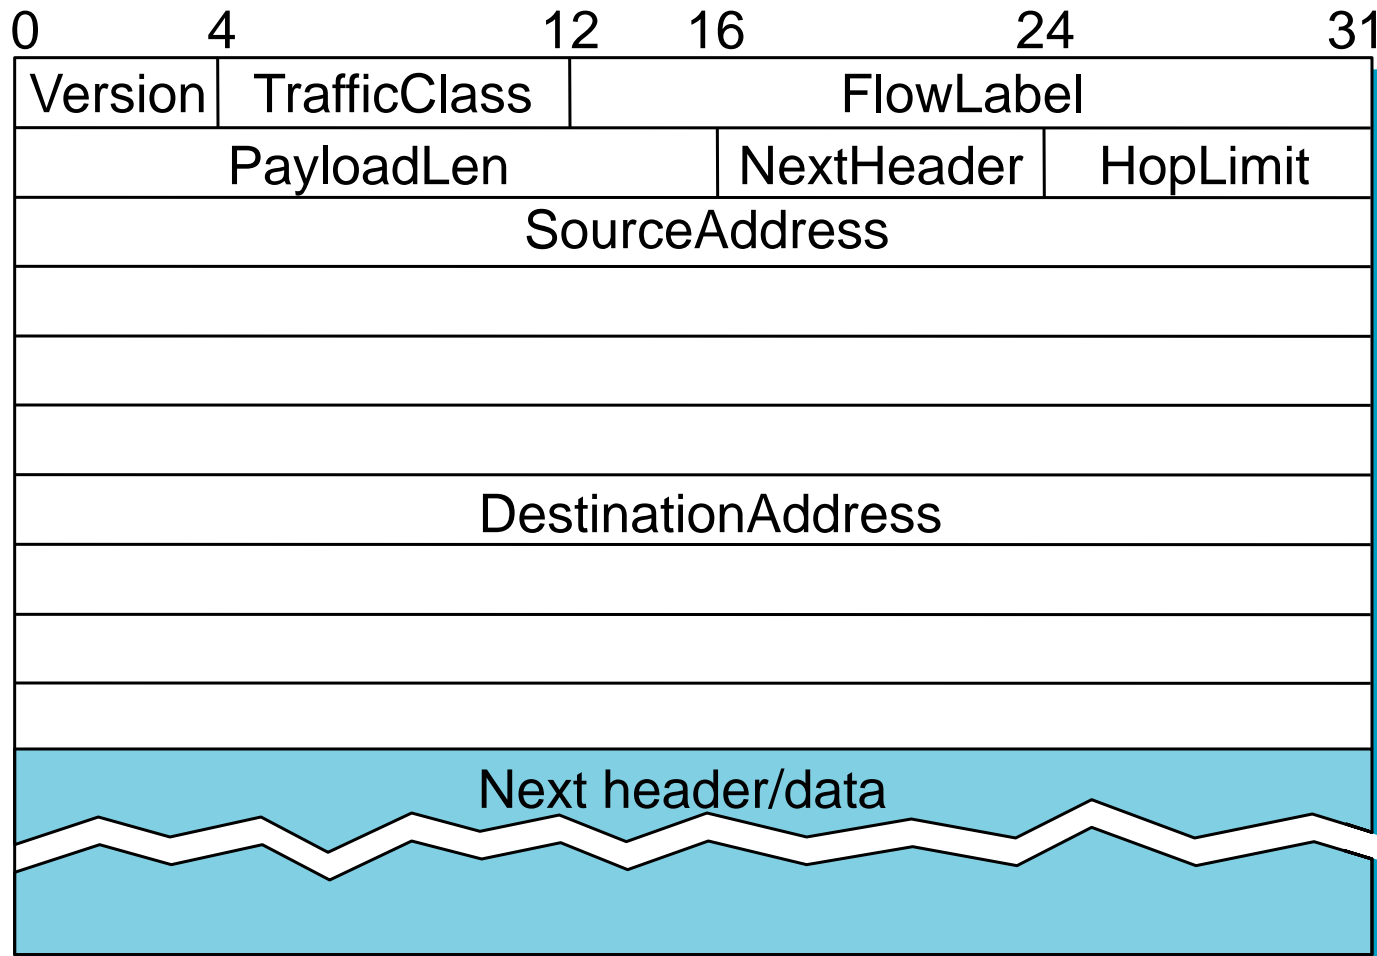 0 4 12 16 24 31
Version TrafficClass FlowLabel
PayloadLen NextHeader HopLimit
SourceAddress
DestinationAddress
Next header/data